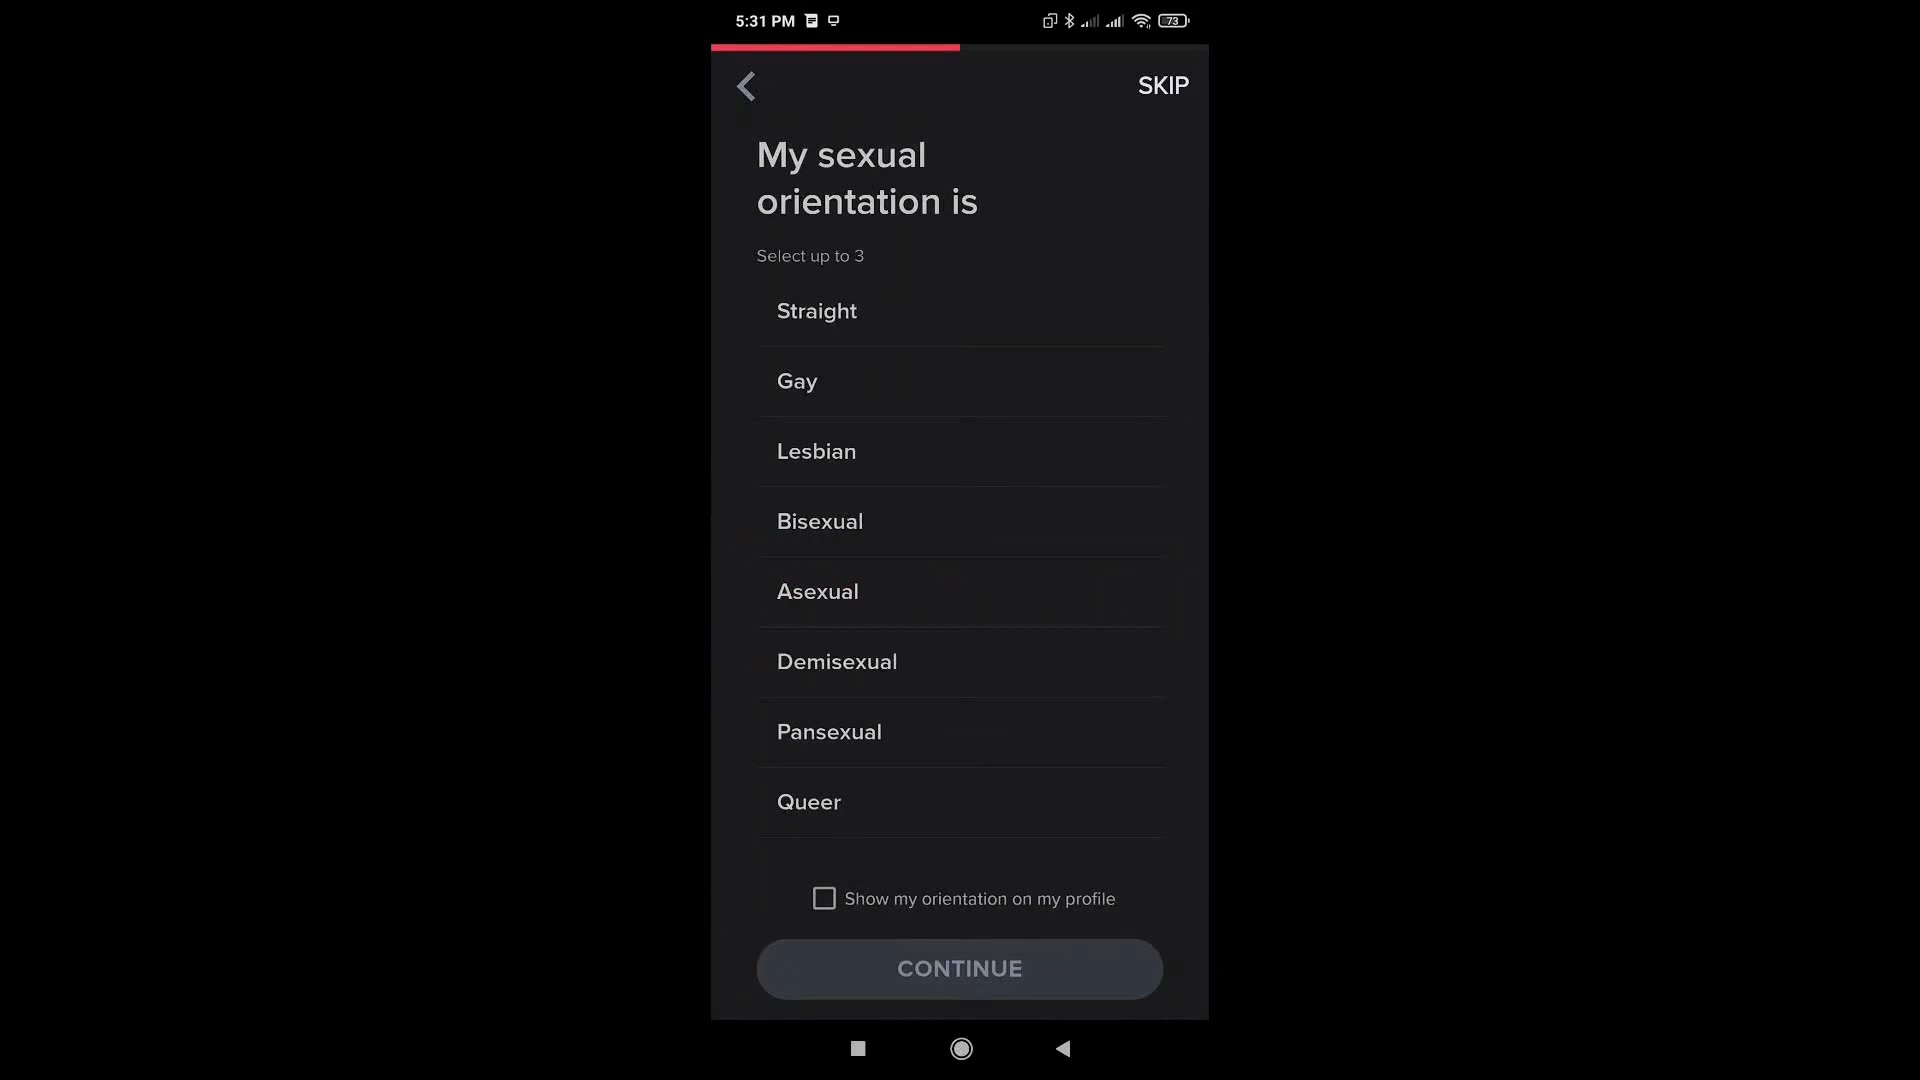 5:31 PM
73
SKIP
My sexual
orientation is
Select up to 3
Straight
Gay
Lesbian
Bisexual
Asexual
Demisexual
Pansexual
Queer
Show my orientation on my profile
CONTINUE